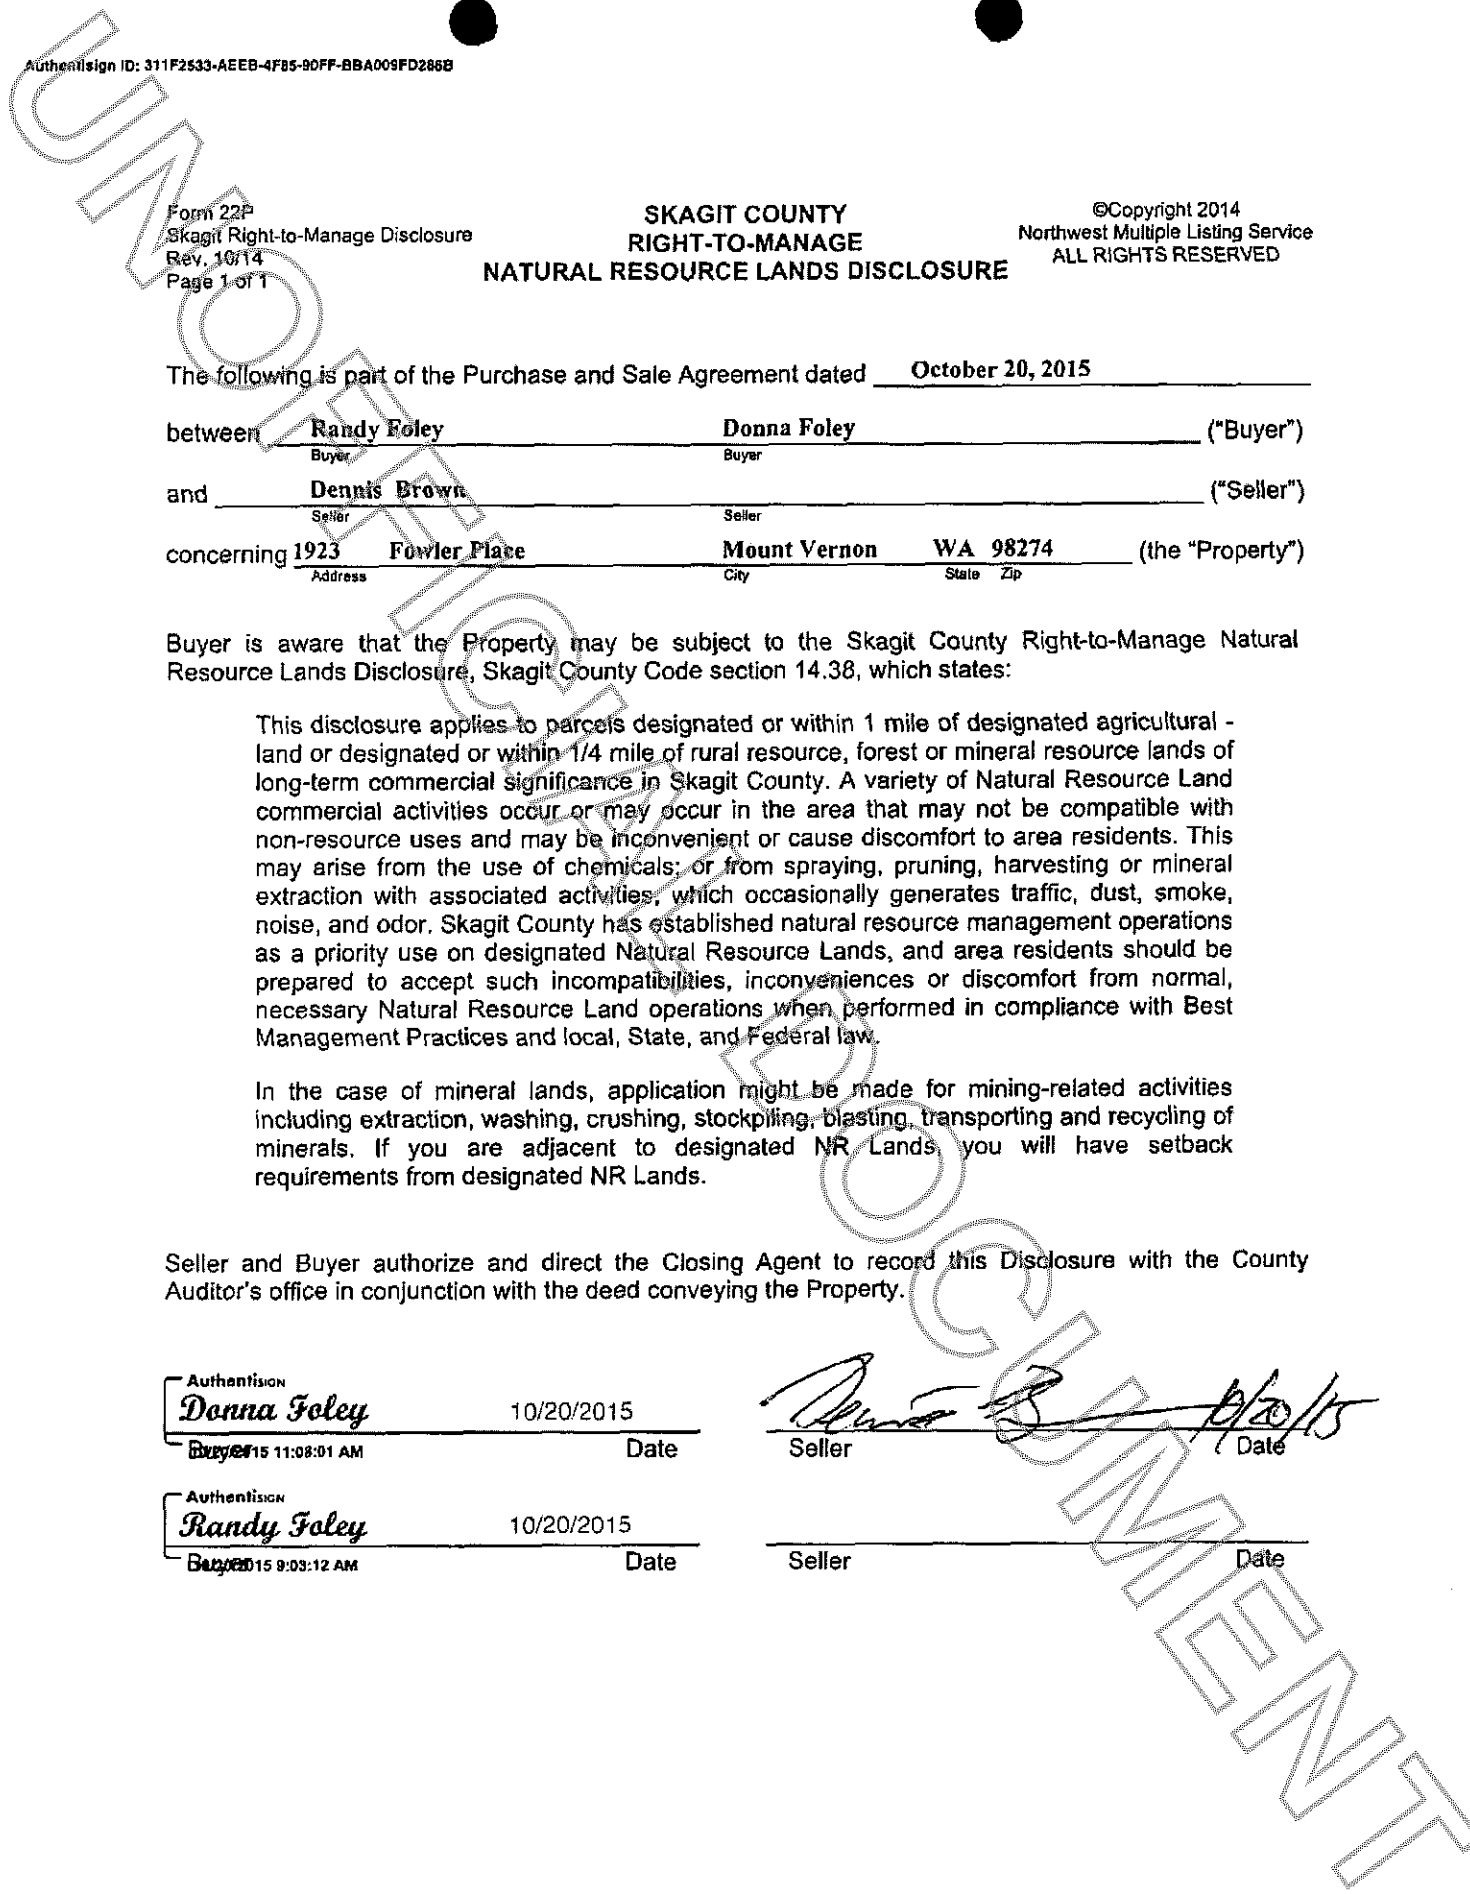 Authentisign ID: 311F2533-AEEB-4F85-90FF-BBA009FD286B
Form 22P
Skagit Right-to-Manage Disclosure
Rev. 10/14
Page 1 of 1
SKAGIT COUNTY
RIGHT-TO-MANAGE
NATURAL RESOURCE LANDS DISCLOSURE
©Copyright 2014
Northwest Multiple Listing Service
ALL RIGHTS RESERVED
The following is part of the Purchase and Sale Agreement dated October 20, 2015
between Randy Foley Donna Foley ("Buyer")
Buyer Buyer
and Dennis Brown ("Seller")
Seller Seller
concerning 1923 Fowler Place Mount Vernon WA 98274 (the "Property")
Address City State Zip
Buyer is aware that the Property may be subject to the Skagit County Right-to-Manage Natural
Resource Lands Disclosure, Skagit County Code section 14.38, which states:
This disclosure applies to parcels designated or within 1 mile of designated agricultural -
land or designated or within 1/4 mile of rural resource, forest or mineral resource lands of
long-term commercial significance in Skagit County. A variety of Natural Resource Land
commercial activities occur or may occur in the area that may not be compatible with
non-resource uses and may be inconvenient or cause discomfort to area residents. This
may arise from the use of chemicals; or from spraying, pruning, harvesting or mineral
extraction with associated activities, which occasionally generates traffic, dust, smoke,
noise, and odor. Skagit County has established natural resource management operations
as a priority use on designated Natural Resource Lands, and area residents should be
prepared to accept such incompatibilities, inconveniences or discomfort from normal,
necessary Natural Resource Land operations when performed in compliance with Best
Management Practices and local, State, and Federal law.
In the case of mineral lands, application might be made for mining-related activities
including extraction, washing, crushing, stockpiling, blasting, transporting and recycling of
minerals. If you are adjacent to designated NR Lands, you will have setback
requirements from designated NR Lands.
Seller and Buyer authorize and direct the Closing Agent to record this Disclosure with the County
Auditor's office in conjunction with the deed conveying the Property.
Authentisign
Donna Foley 10/20/2015 Dennis B 10/20/15
Buyer 15 11:08:01 AM Date Seller Date
Authentisign
Randy Foley 10/20/2015
Buyer 2015 9:03:12 AM Date Seller Date
UNOFFICIAL DOCUMENT